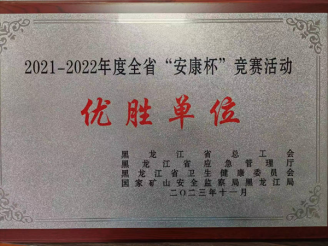 2021-2022年度全省“安康杯”竞赛活动
优胜单位
黑龙江省总工会
黑龙江省应急管理厅
黑龙江省卫生健康委员会
国家矿山安全监察局黑龙江局
二〇二三年十一月